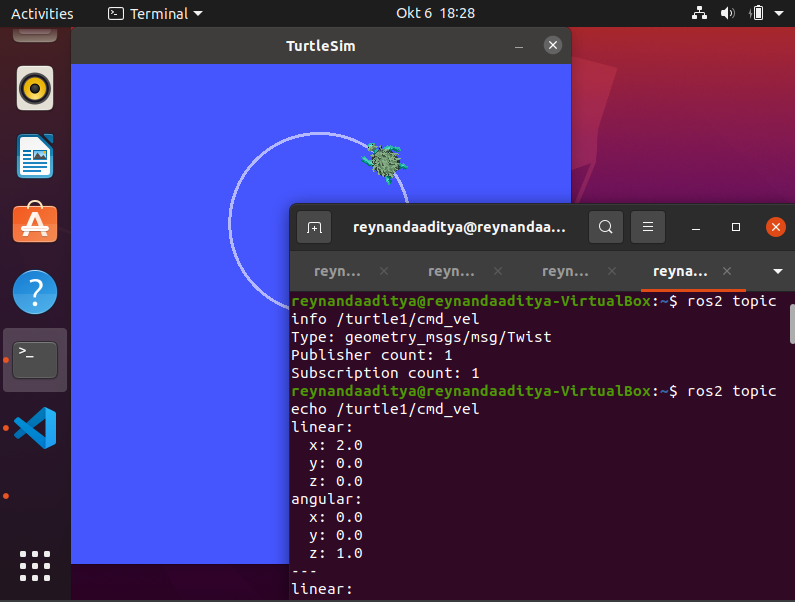 Activities
Terminal
Okt 6 18:28
TurtleSim
reynandaaditya@reynandaa...
reyn...
reyn...
reyn...
reyna...
reynandaaditya@reynandaaditya-VirtualBox:~$ ros2 topic
info /turtle1/cmd_vel
Type: geometry_msgs/msg/Twist
Publisher count: 1
Subscription count: 1
reynandaaditya@reynandaaditya-VirtualBox:~$ ros2 topic
echo /turtle1/cmd_vel
linear:
  x: 2.0
  y: 0.0
  z: 0.0
angular:
  x: 0.0
  y: 0.0
  z: 1.0
---
linear: